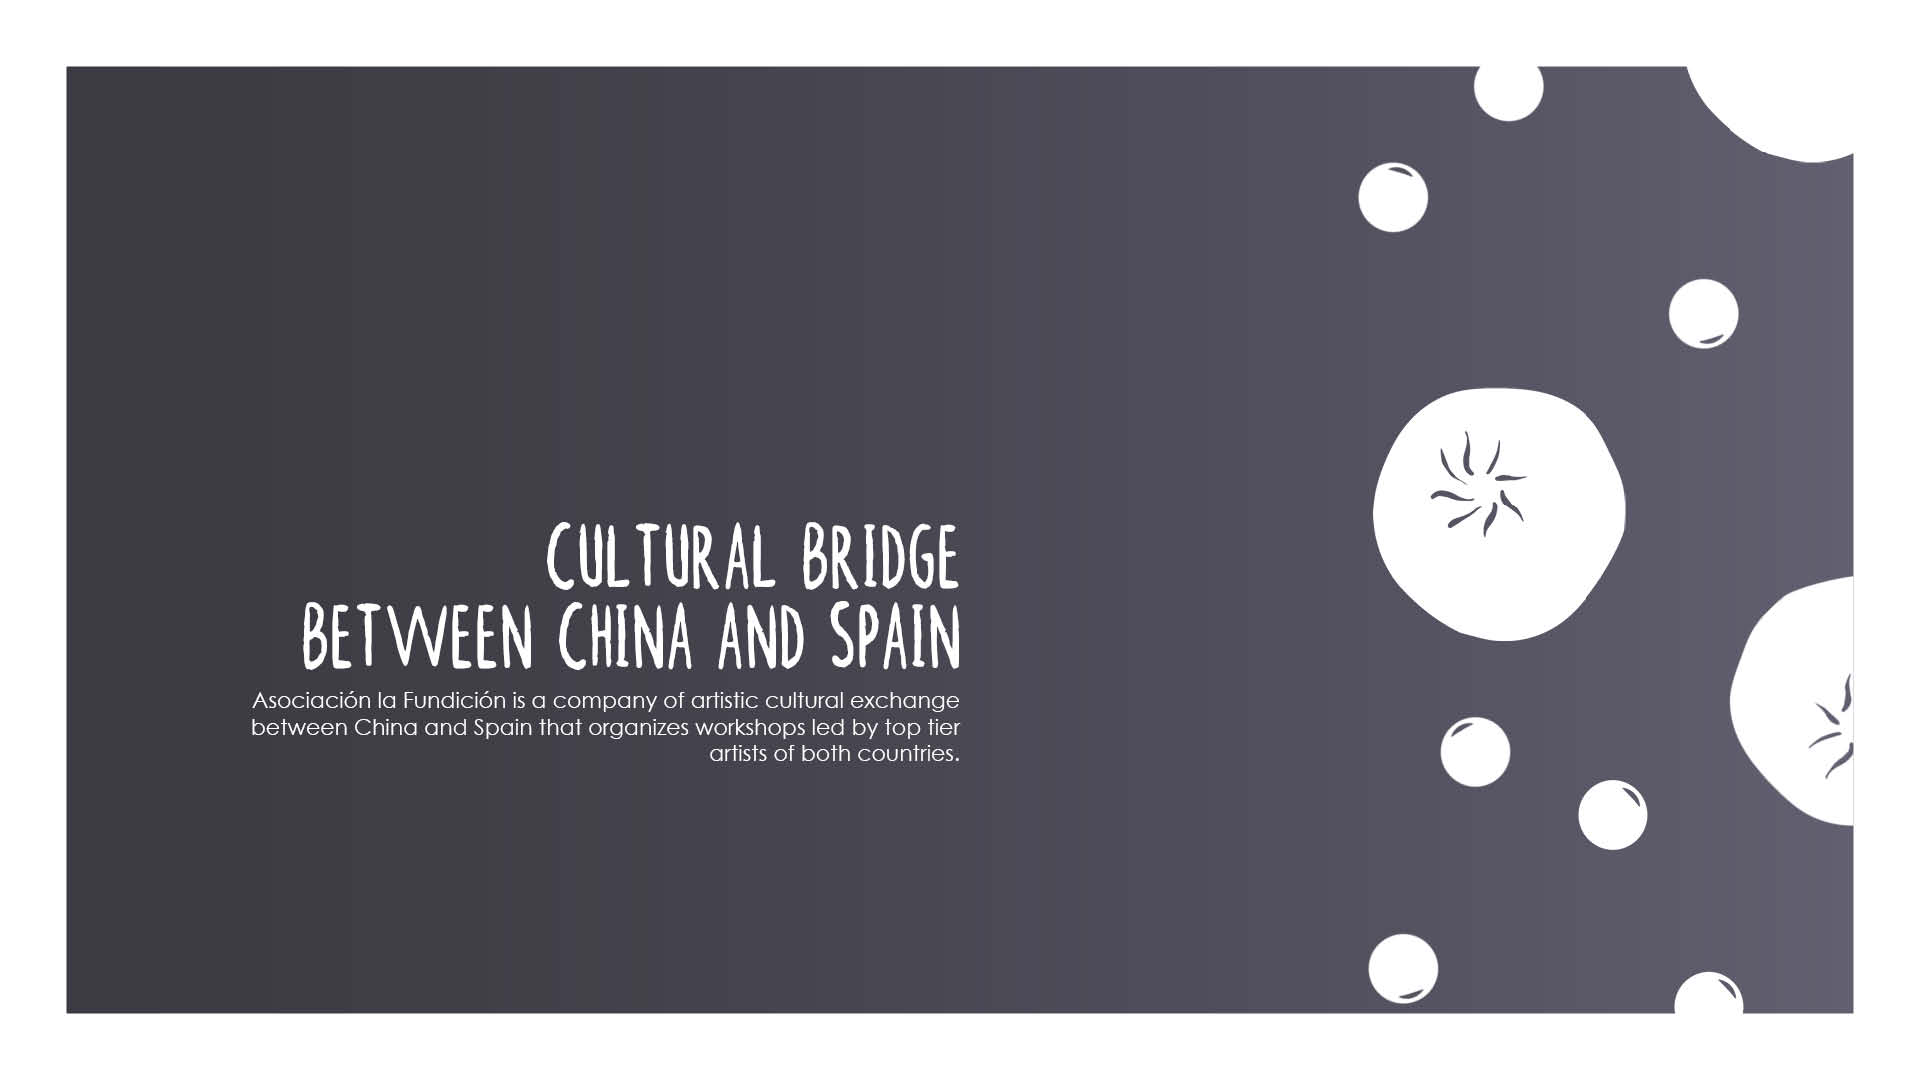 CULTURAL BRIDGE
BETWEEN CHINA AND SPAIN
Asociación la Fundición is a company of artistic cultural exchange
between China and Spain that organizes workshops led by top tier
artists of both countries.